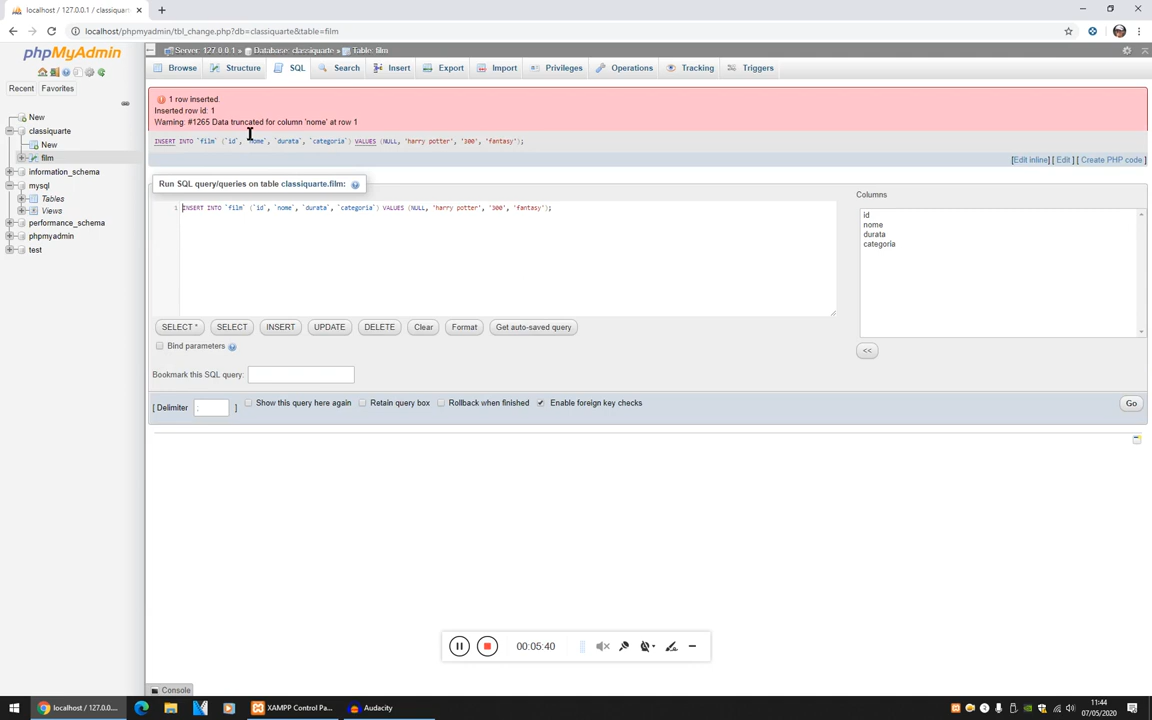 localhost / 127.0.0.1 / classiquarte
localhost/phpmyadmin/tbl_change.php?db=classiquarte&table=film
phpMyAdmin
Recent Favorites
New
classiquarte
New
film
information_schema
mysql
Tables
Views
performance_schema
phpmyadmin
test
Server: 127.0.0.1 » Database: classiquarte » Table: film
Browse Structure SQL Search Insert Export Import Privileges Operations Tracking Triggers
1 row inserted.
Inserted row id: 1
Warning: #1265 Data truncated for column 'nome' at row 1
INSERT INTO `film` (`id`, `nome`, `durata`, `categoria`) VALUES (NULL, 'harry potter', '300', 'fantasy');
[Edit inline] [ Edit ] [ Create PHP code ]
Run SQL query/queries on table classiquarte.film:
1 INSERT INTO `film` (`id`, `nome`, `durata`, `categoria`) VALUES (NULL, 'harry potter', '300', 'fantasy');
Columns
id
nome
durata
categoria
SELECT * SELECT INSERT UPDATE DELETE Clear Format Get auto-saved query
<<
Bind parameters
Bookmark this SQL query:
[ Delimiter ; ] Show this query here again Retain query box Rollback when finished Enable foreign key checks Go
00:05:40
Console
localhost / 127.0.0... XAMPP Control Pa... Audacity
11:44
07/05/2020